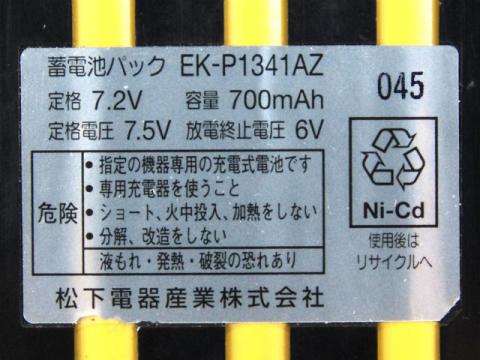 蓄電池パック EK-P1341AZ
045
定格 7.2V 容量 700mAh
定格電圧 7.5V 放電終止電圧 6V
危険
・指定の機器専用の充電式電池です
・専用充電器を使うこと
・ショート、火中投入、加熱をしない
・分解、改造をしない
液もれ・発熱・破裂の恐れあり
Ni-Cd
使用後は
リサイクルへ
松下電器産業株式会社